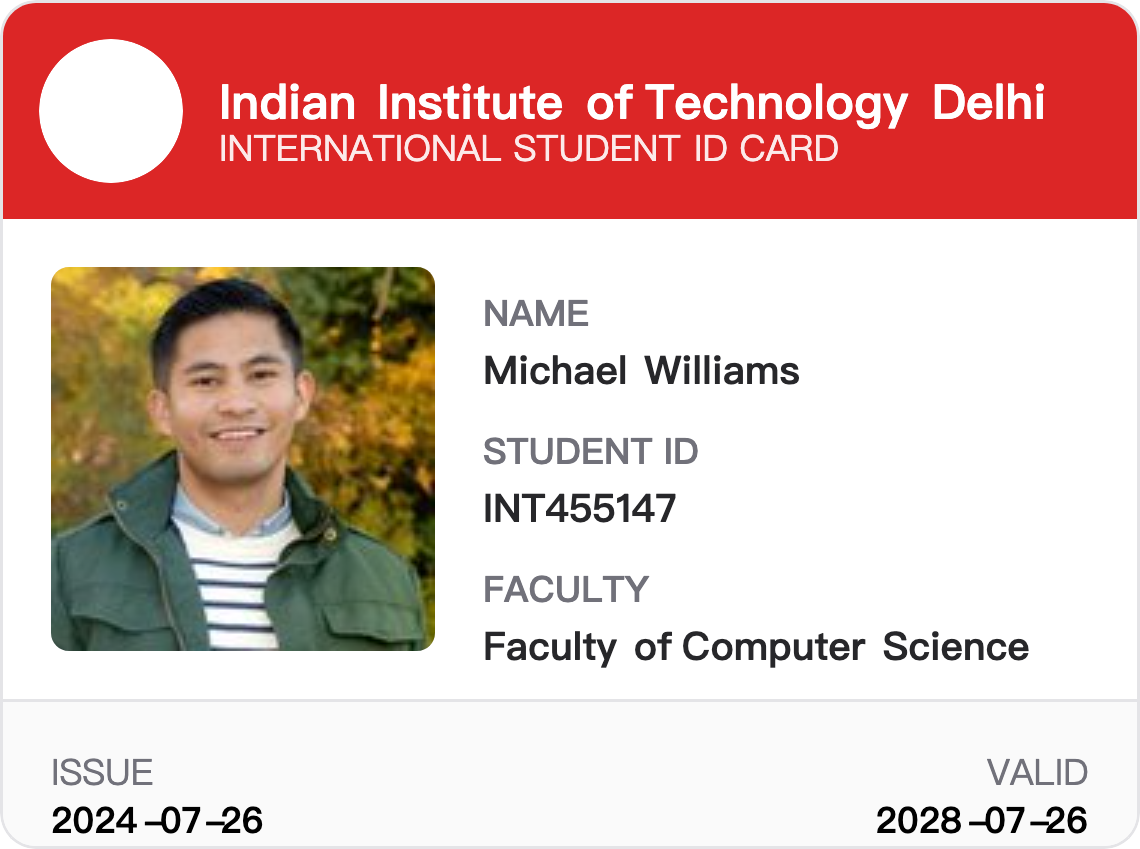 Indian Institute of Technology Delhi
INTERNATIONAL STUDENT ID CARD
NAME
Michael Williams
STUDENT ID
INT455147
FACULTY
Faculty of Computer Science
ISSUE
2024-07-26
VALID
2028-07-26